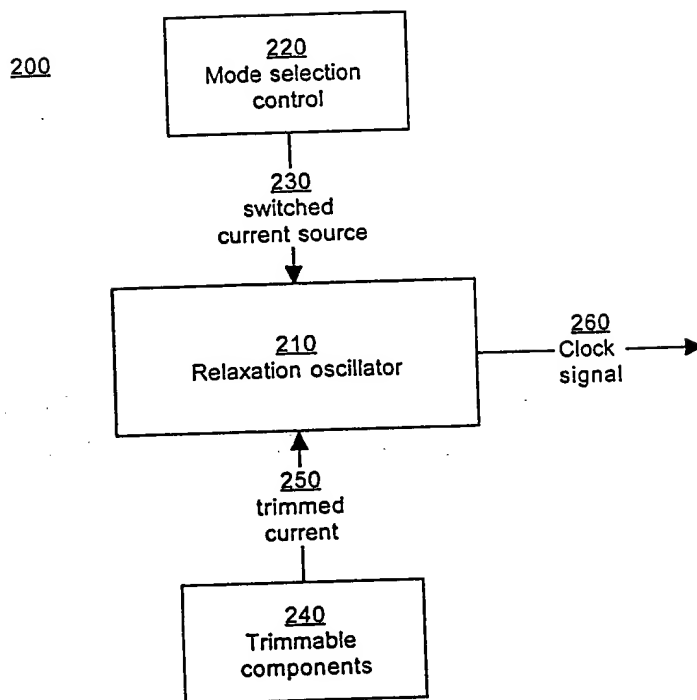 200
220
Mode selection
control
230
switched
current source
210
Relaxation oscillator
260
Clock
signal
250
trimmed
current
240
Trimmable
components